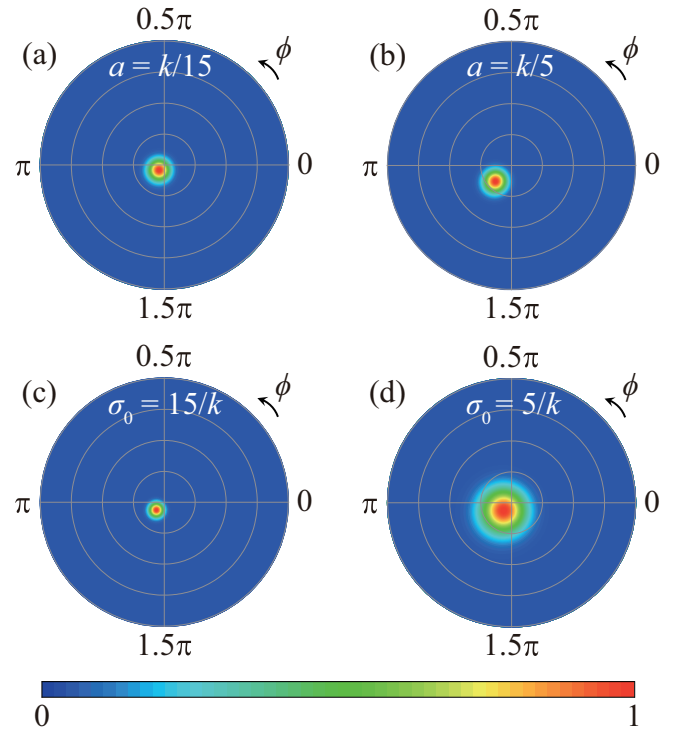 (a)
0.5π
ϕ
a = k/15
π
0
1.5π
(b)
0.5π
ϕ
a = k/5
π
0
1.5π
(c)
0.5π
ϕ
σ₀ = 15/k
π
0
1.5π
(d)
0.5π
ϕ
σ₀ = 5/k
π
0
1.5π
0
1